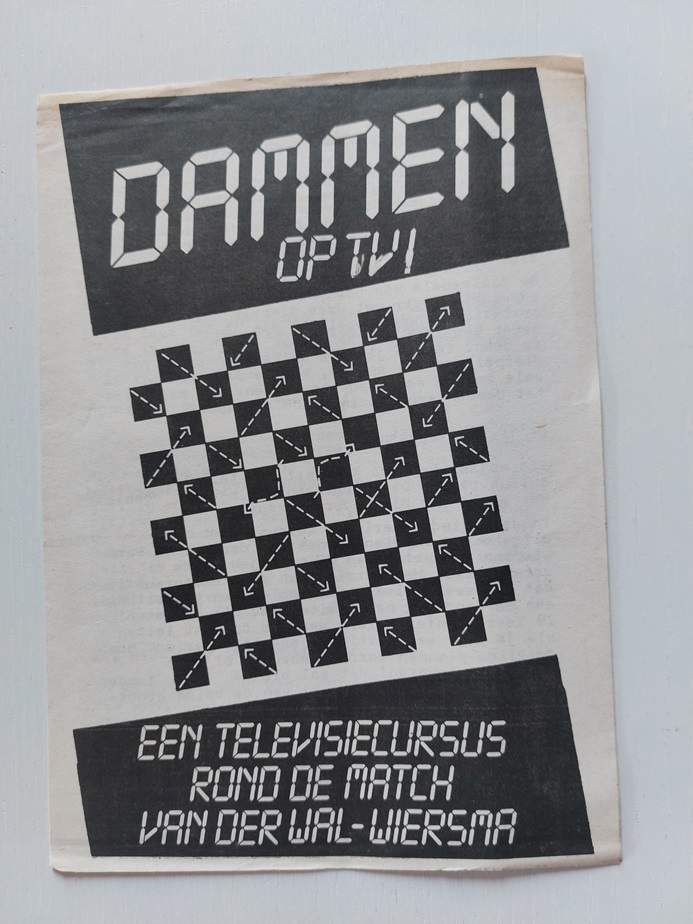 DAMMEN
OP TV!
EEN TELEVISIECURSUS
ROND DE MATCH
VAN DER WAL-WIERSMA